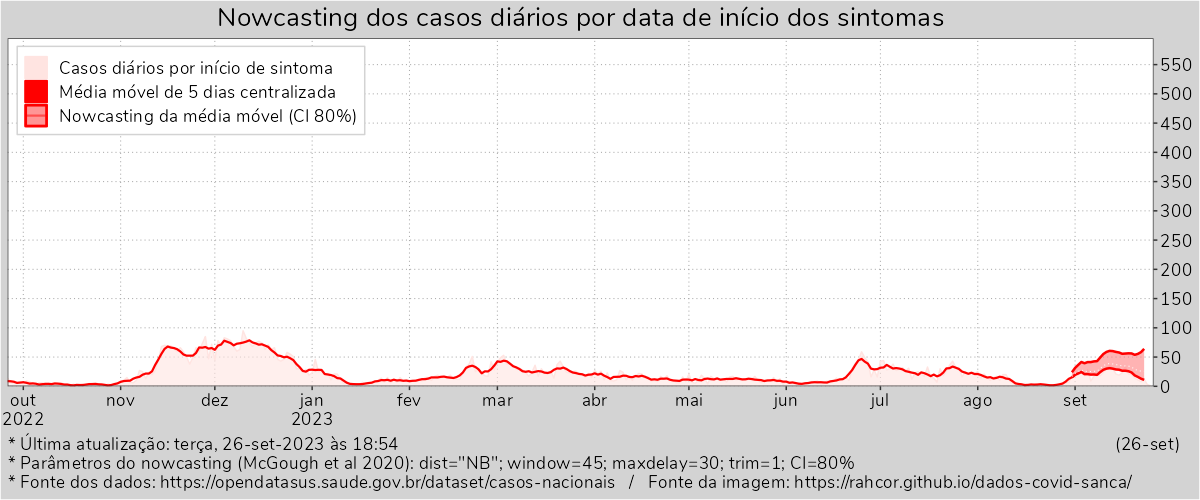 Nowcasting dos casos diários por data de início dos sintomas
Casos diários por início de sintoma
Média móvel de 5 dias centralizada
Nowcasting da média móvel (CI 80%)
550
500
450
400
350
300
250
200
150
100
50
0
out nov dez jan fev mar abr mai jun jul ago set
2022 2023
* Última atualização: terça, 26-set-2023 às 18:54 (26-set)
* Parâmetros do nowcasting (McGough et al 2020): dist="NB"; window=45; maxdelay=30; trim=1; CI=80%
* Fonte dos dados: https://opendatasus.saude.gov.br/dataset/casos-nacionais / Fonte da imagem: https://rahcor.github.io/dados-covid-sanca/